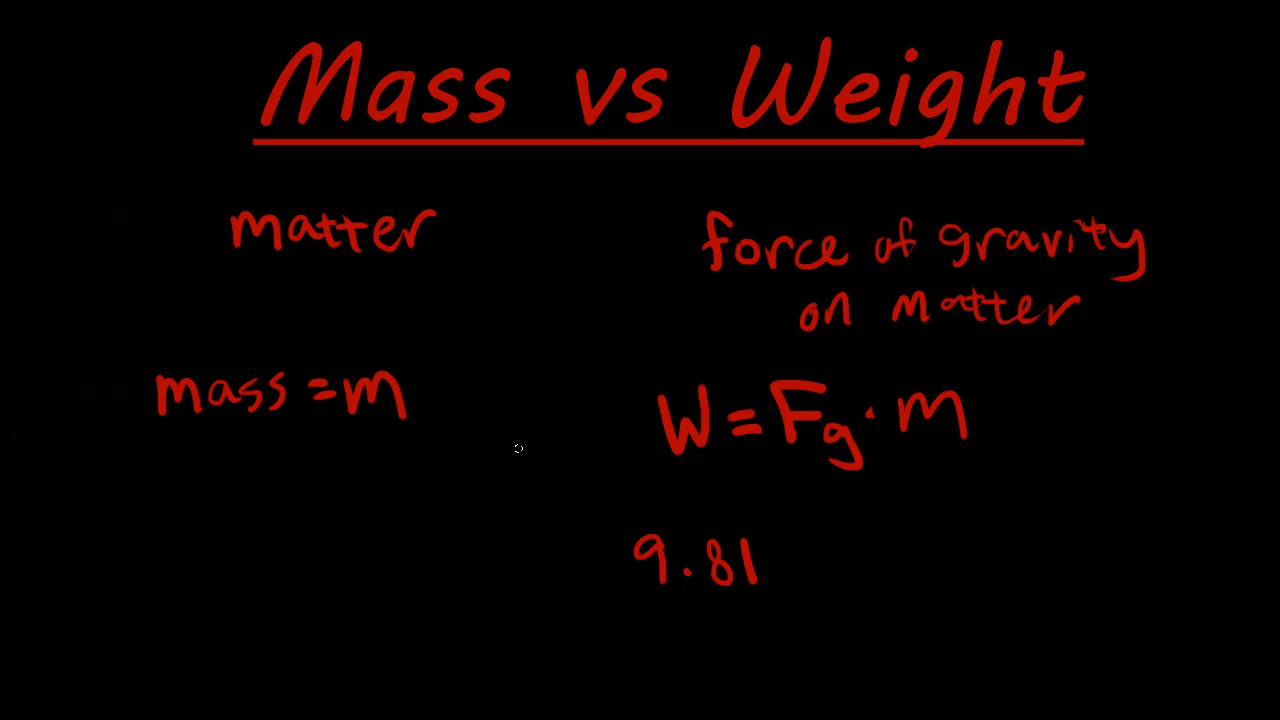 Mass vs Weight
matter
force of gravity
on matter
mass = m
W = Fg · m
9.81